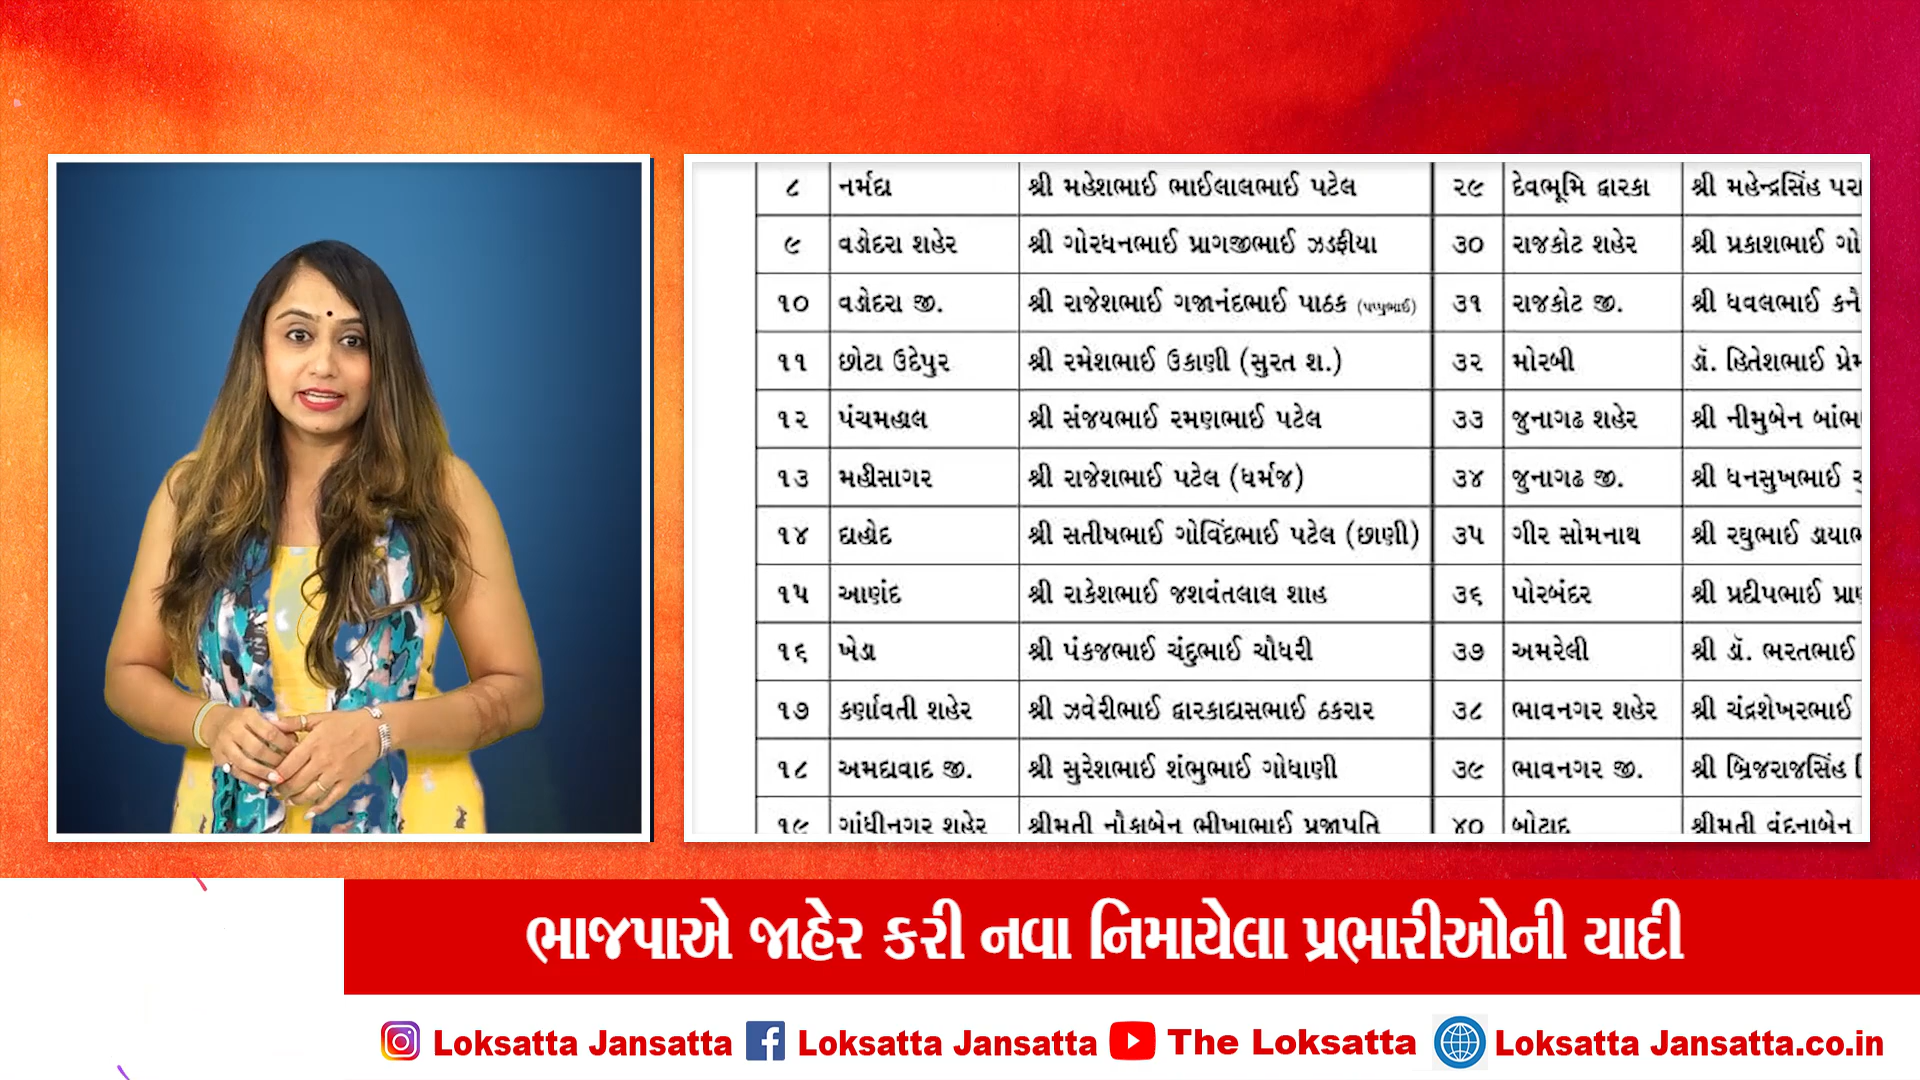 ૮ નર્મદા શ્રી મહેશભાઈ ભાઈલાલભાઈ પટેલ ૨૯ દેવભૂમિ દ્વારકા શ્રી મહેન્દ્રસિંહ
૯ વડોદરા શહેર શ્રી ગોરધનભાઈ પ્રાગજીભાઈ ઝડફીયા ૩૦ રાજકોટ શહેર શ્રી પ્રકાશભાઈ
૧૦ વડોદરા જી. શ્રી રાજેશભાઈ ગજાનંદભાઈ પાઠક (પપ્પુભાઈ) ૩૧ રાજકોટ જી. શ્રી ધવલભાઈ
૧૧ છોટા ઉદેપુર શ્રી રમેશભાઈ ઉકાણી (સુરત શ.) ૩૨ મોરબી ડૉ. હિતેશભાઈ
૧૨ પંચમહાલ શ્રી સંજયભાઈ રમણભાઈ પટેલ ૩૩ જુનાગઢ શહેર શ્રી નીમુબેન
૧૩ મહીસાગર શ્રી રાજેશભાઈ પટેલ (ધર્મજ) ૩૪ જુનાગઢ જી. શ્રી ધનસુખભાઈ
૧૪ દાહોદ શ્રી સતીષભાઈ ગોવિંદભાઈ પટેલ (છાણી) ૩૫ ગીર સોમનાથ શ્રી રઘુભાઈ
૧૫ આણંદ શ્રી રાકેશભાઈ જશવંતલાલ શાહ ૩૬ પોરબંદર શ્રી પ્રદીપભાઈ
૧૬ ખેડા શ્રી પંકજભાઈ ચંદુભાઈ ચૌધરી ૩૭ અમરેલી શ્રી ડૉ. ભરતભાઈ
૧૭ કર્ણાવતી શહેર શ્રી ઝવેરીભાઈ દ્વારકાદાસભાઈ ઠકરાર ૩૮ ભાવનગર શહેર શ્રી ચંદ્રશેખરભાઈ
૧૮ અમદાવાદ જી. શ્રી સુરેશભાઈ શંભુભાઈ ગોધાણી ૩૯ ભાવનગર જી. શ્રી બ્રિજરાજસિંહ
૧૯ ગાંધીનગર શહેર શ્રીમતી નૌકાબેન ભીખાભાઈ પ્રજાપતિ ૪૦ બોટાદ શ્રીમતી વંદનાબેન
ભાજપાએ જાહેર કરી નવા નિમાયેલા પ્રભારીઓની યાદી
Loksatta Jansatta Loksatta Jansatta The Loksatta Loksatta Jansatta.co.in